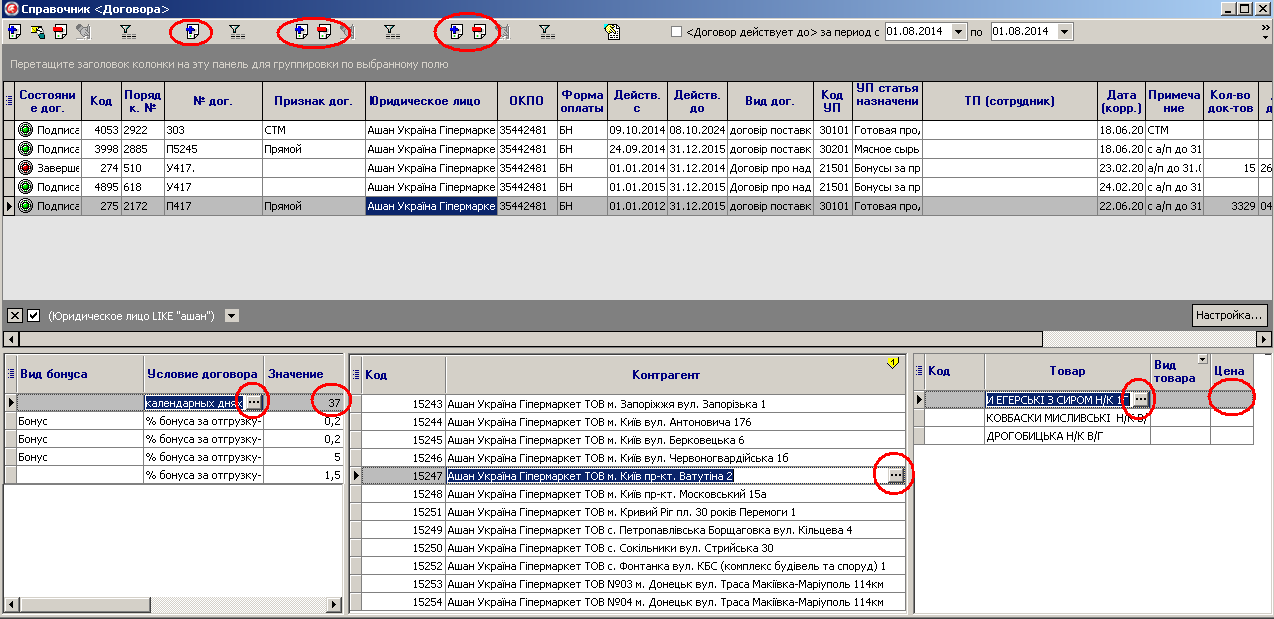 Справочник <Договора>
<Договор действует до> за период с 01.08.2014 по 01.08.2014
Перетащите заголовок колонки на эту панель для группировки по выбранному полю
Состояни е дог. Код Поряд к. № № дог. Признак дог. Юридическое лицо ОКПО Форма оплаты Действ. с Действ. до Вид дог. Код УП УП статья назначени ТП (сотрудник) Дата (корр.) Примеча ние Кол-во док-тов
Подписа 4053 2922 303 СТМ Ашан Україна Гіпермарке 35442481 БН 09.10.2014 08.10.2024 договір поставк 30101 Готовая про, 18.06.20 СТМ
Подписа 3998 2885 П5245 Прямой Ашан Україна Гіпермарке 35442481 БН 24.09.2014 31.12.2015 договір поставк 30201 Мясное сырь 18.06.20 с а/п до 31
Заверше 274 510 У417. Ашан Україна Гіпермарке 35442481 БН 01.01.2014 31.12.2015 Договір про над 21501 Бонусы за пр 23.02.20 а/п до 31.( 15 26
Подписа 4895 618 У417 Ашан Україна Гіпермарке 35442481 БН 01.01.2015 31.12.2015 Договір про над 21501 Бонусы за пр 24.02.20 с а/п до 31
Подписа 275 2172 П417 Прямой Ашан Україна Гіпермарке 35442481 БН 01.01.2012 31.12.2015 договір поставк 30101 Готовая про, 22.06.20 с а/п до 31 3329 04
(Юридическое лицо LIKE "ашан")
Настройка...
Вид бонуса Условие договора Значение
календарных днях ... 37
Бонус % бонуса за отгрузку- 0,2
% бонуса за отгрузку- 0,2
Бонус % бонуса за отгрузку- 5
% бонуса за отгрузку- 1,5
Код Контрагент
1
15243 Ашан Україна Гіпермаркет ТОВ м. Запоріжжя вул. Запорізька 1
15244 Ашан Україна Гіпермаркет ТОВ м. Київ вул. Антоновича 176
15245 Ашан Україна Гіпермаркет ТОВ м. Київ вул. Берковецька 6
15246 Ашан Україна Гіпермаркет ТОВ м. Київ вул. Червоногвардійська 1б
15247 Ашан Україна Гіпермаркет ТОВ м. Київ пр-кт. Ватутіна 2 ...
15248 Ашан Україна Гіпермаркет ТОВ м. Київ пр-кт. Московський 15а
15251 Ашан Україна Гіпермаркет ТОВ м. Кривий Ріг пл. 30 років Перемоги 1
15249 Ашан Україна Гіпермаркет ТОВ с. Петропавлівська Борщаговка вул. Кільцева 4
15250 Ашан Україна Гіпермаркет ТОВ с. Сокільники вул. Стрийська 30
15252 Ашан Україна Гіпермаркет ТОВ с. Фонтанка вул. КБС (комплекс будівель та споруд) 1
15253 Ашан Україна Гіпермаркет ТОВ №03 м. Донецьк вул. Траса Макіївка-Маріуполь 114км
15254 Ашан Україна Гіпермаркет ТОВ №04 м. Донецьк вул. Траса Макіївка-Маріуполь 114км
Код Товар Вид товара Цена
И ЕГЕРСЬКІ З СИРОМ Н/К 1Г ...
КОВБАСКИ МИСЛИВСЬКІ Н/К В/
ДРОГОБИЦЬКА Н/К В/Г